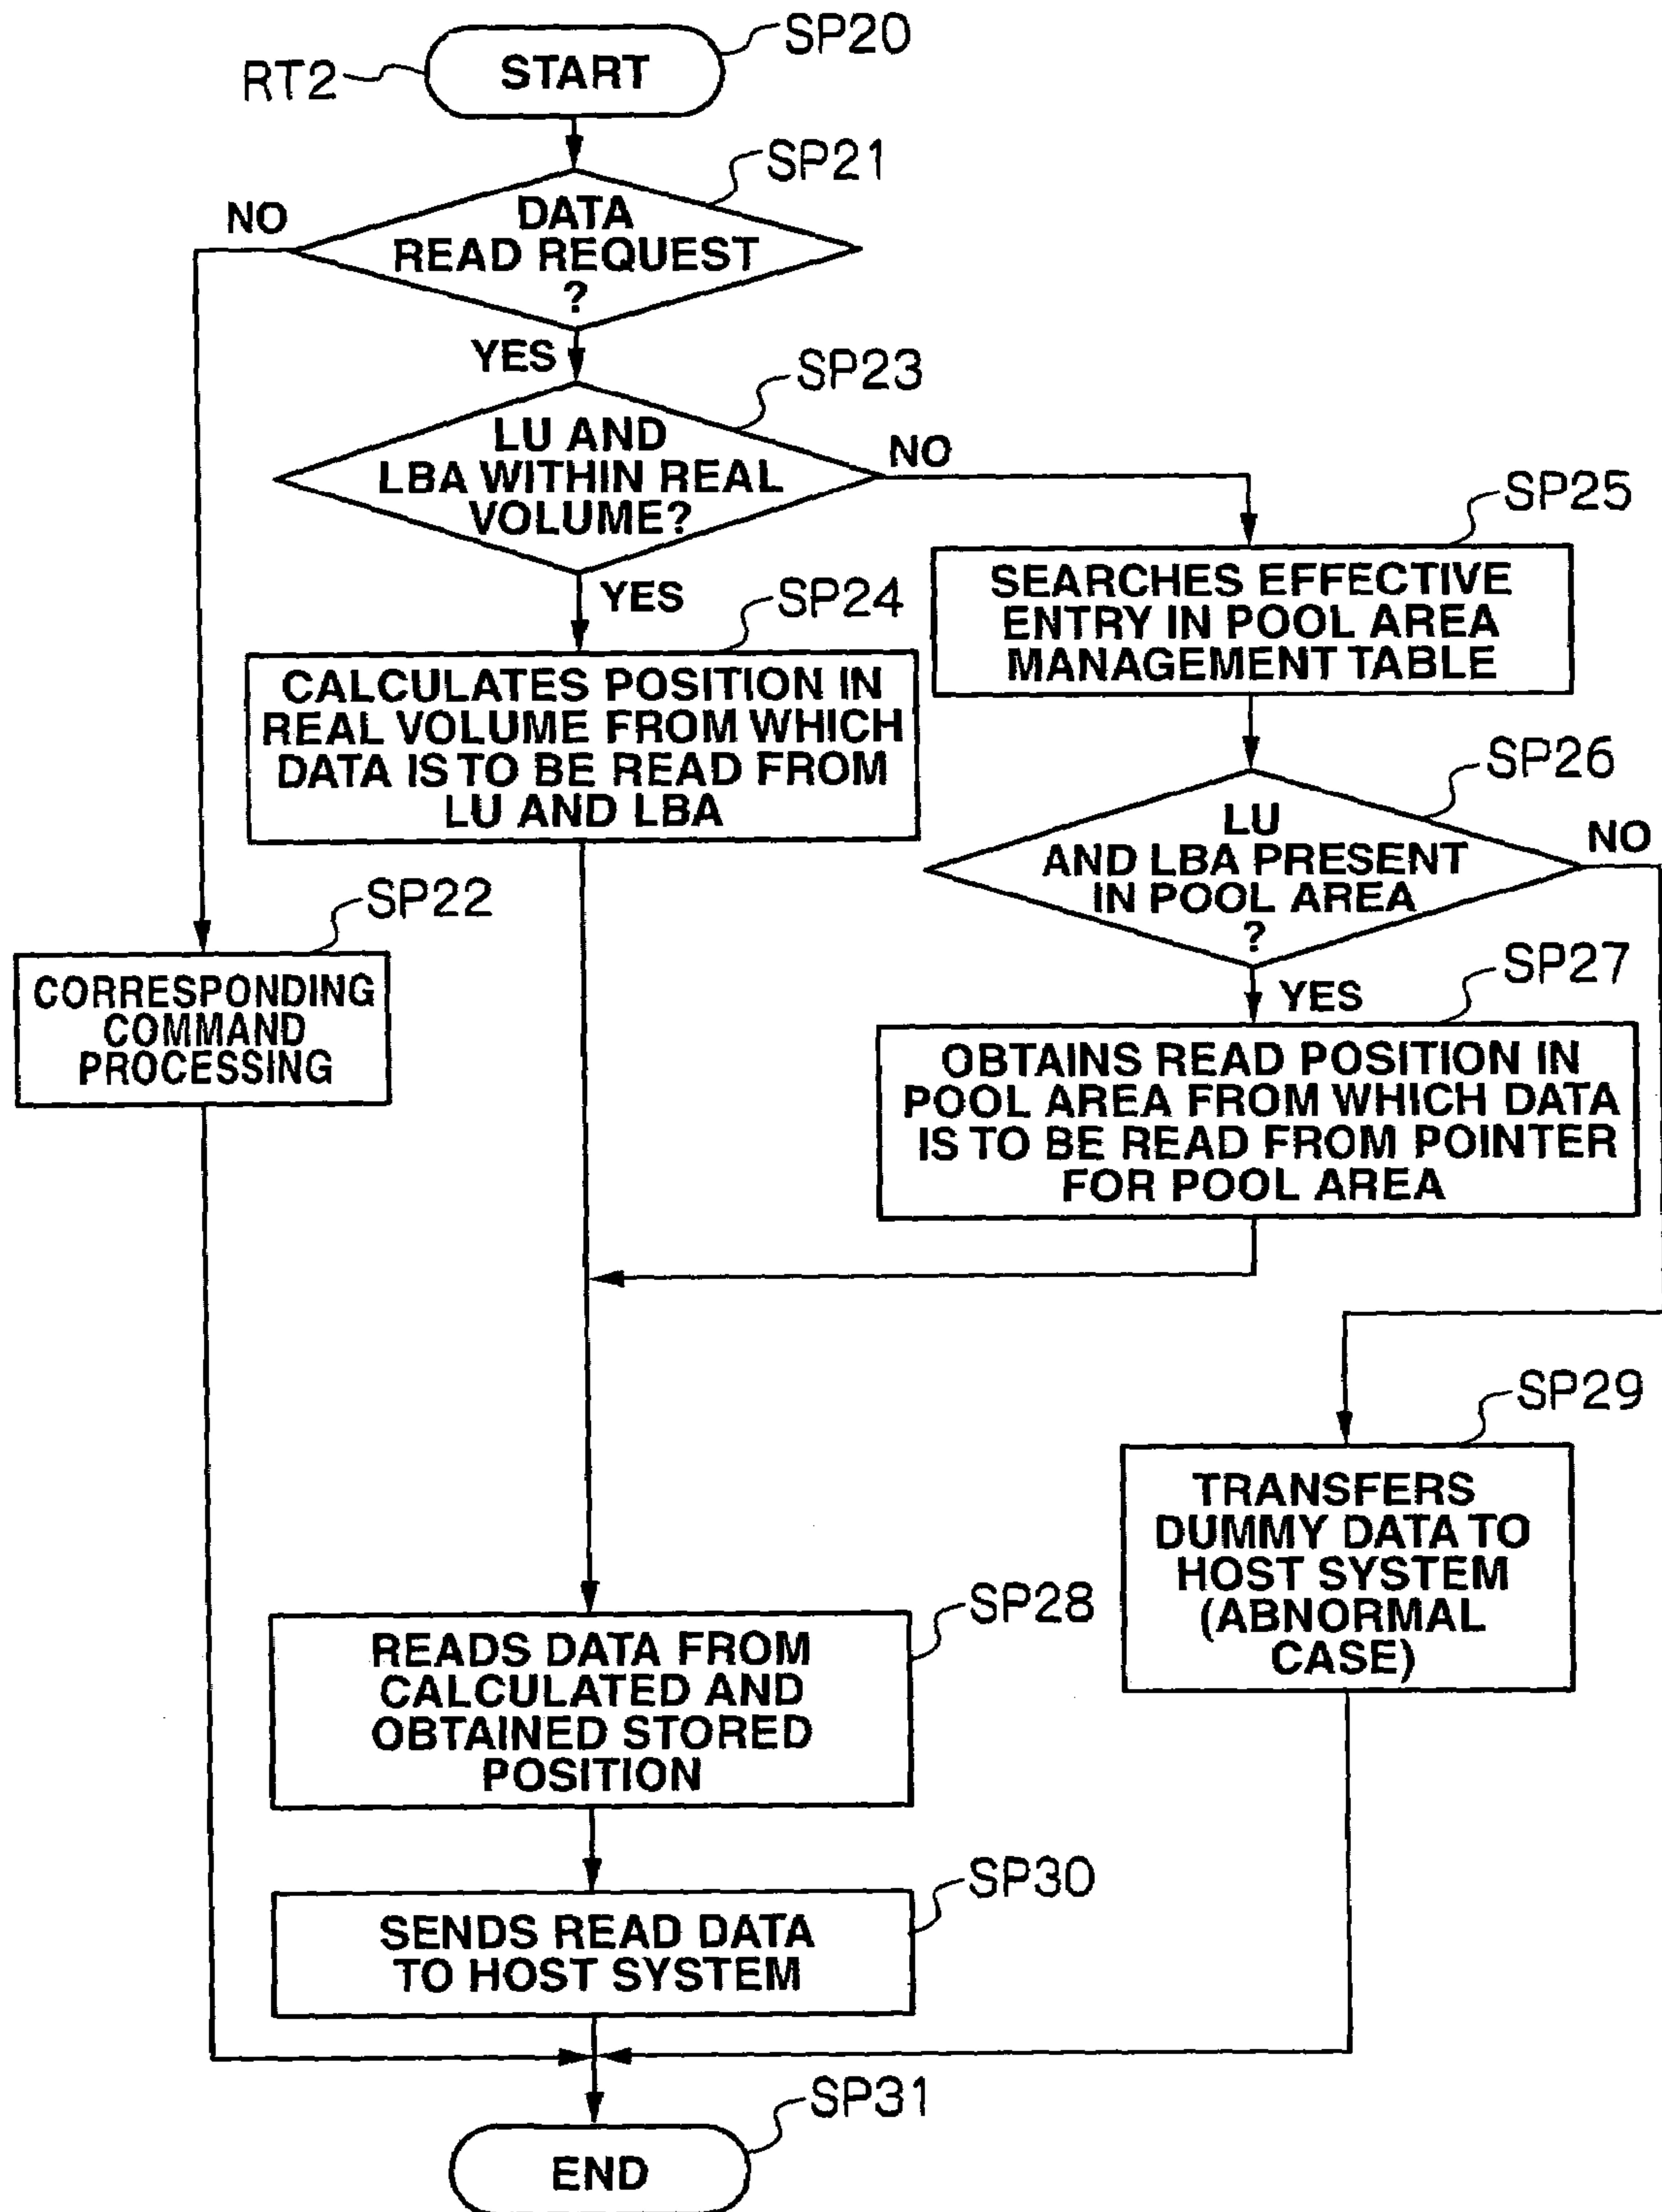 SP20
RT2
START
SP21
NO
DATA
READ REQUEST
?
YES
SP23
LU AND
LBA WITHIN REAL
VOLUME?
NO
SP25
SEARCHES EFFECTIVE
ENTRY IN POOL AREA
MANAGEMENT TABLE
YES
SP24
CALCULATES POSITION IN
REAL VOLUME FROM WHICH
DATA IS TO BE READ FROM
LU AND LBA
SP26
LU
AND LBA PRESENT
IN POOL AREA
?
NO
SP22
CORRESPONDING
COMMAND
PROCESSING
YES
SP27
OBTAINS READ POSITION IN
POOL AREA FROM WHICH DATA
IS TO BE READ FROM POINTER
FOR POOL AREA
SP29
TRANSFERS
DUMMY DATA TO
HOST SYSTEM
(ABNORMAL
CASE)
SP28
READS DATA FROM
CALCULATED AND
OBTAINED STORED
POSITION
SP30
SENDS READ DATA
TO HOST SYSTEM
SP31
END